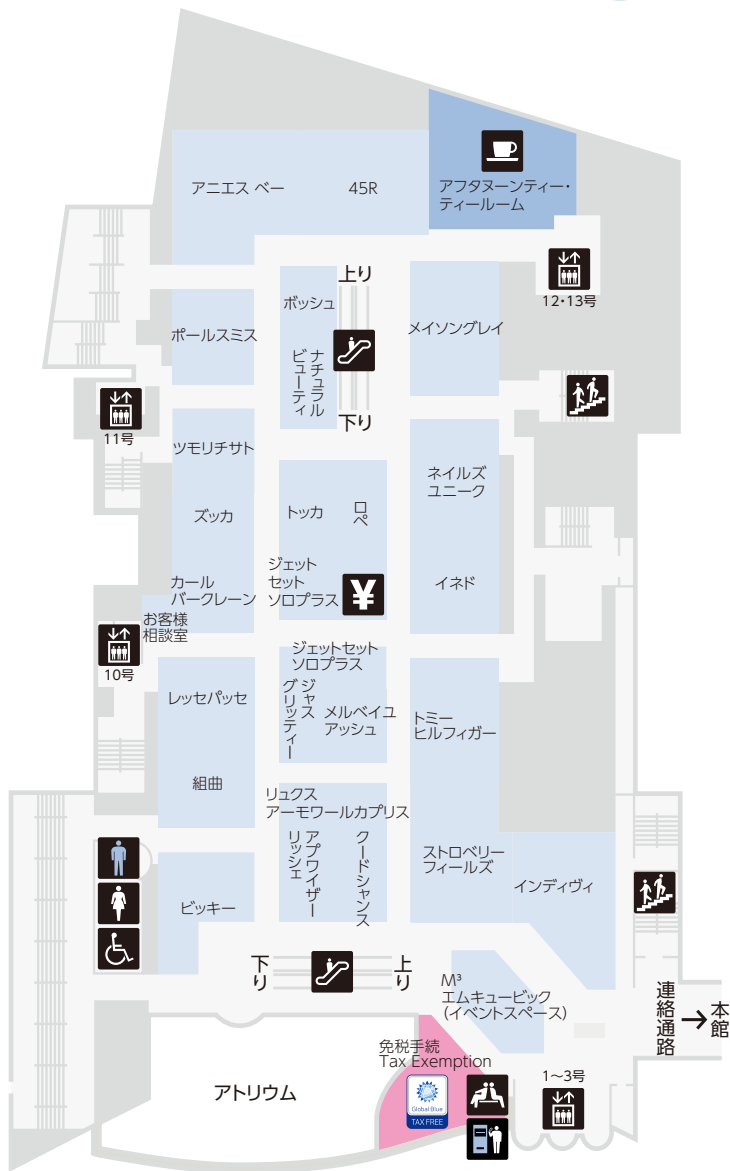 アニエス ベー
45R
アフタヌーンティー・
ティールーム
上り
ボッシュ
ナチュラル
ビューティ
下り
12・13号
ポールスミス
メイソングレイ
11号
ツモリチサト
ズッカ
カール
バークレーン
お客様
相談室
10号
トッカ
ロペ
ジェット
セット
ソロプラス
¥
ネイルズ
ユニーク
イネド
ジェットセット
ソロプラス
ジャス
グリッティー
メルベイユ
アッシュ
トミー
ヒルフィガー
レッセパッセ
組曲
リュクス
アーモワールカプリス
アプワイザー
リッシェ
クードシャンス
ストロベリー
フィールズ
インディヴィ
ビッキー
下り
上り
M³
エムキュービック
(イベントスペース)
連絡通路
→
本館
免税手続
Tax Exemption
アトリウム
Global Blue
TAX FREE
1〜3号